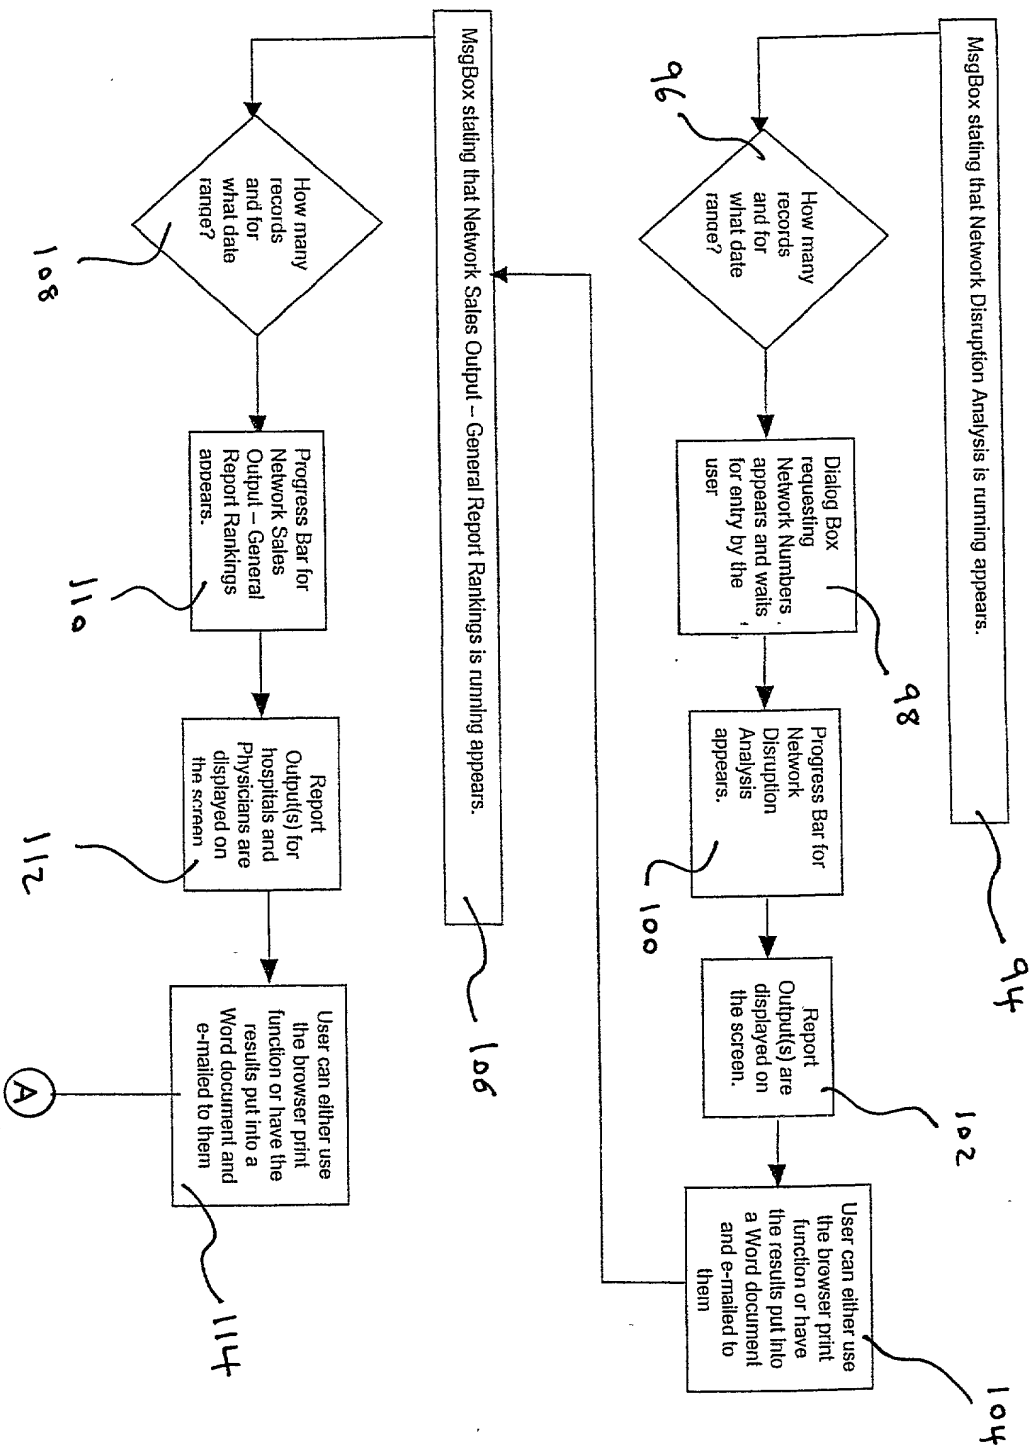 MsgBox stating that Network Disruption Analysis is running appears.
94
96
How many
records
and for
what date
range?
Dialog Box
requesting
Network Numbers
appears and waits
for entry by the
user
98
Progress Bar for
Network
Disruption
Analysis
appears.
100
Report
Output(s) are
displayed on
the screen.
102
User can either use
the browser print
function or have
the results put into
a Word document
and e-mailed to
them
104
MsgBox stating that Network Sales Output – General Report Rankings is running appears.
106
How many
records
and for
what date
range?
108
Progress Bar for
Network Sales
Output – General
Report Rankings
appears.
110
Report
Output(s) for
hospitals and
Physicians are
displayed on
the screen
112
User can either use
the browser print
function or have the
results put into a
Word document and
e-mailed to them
114
A